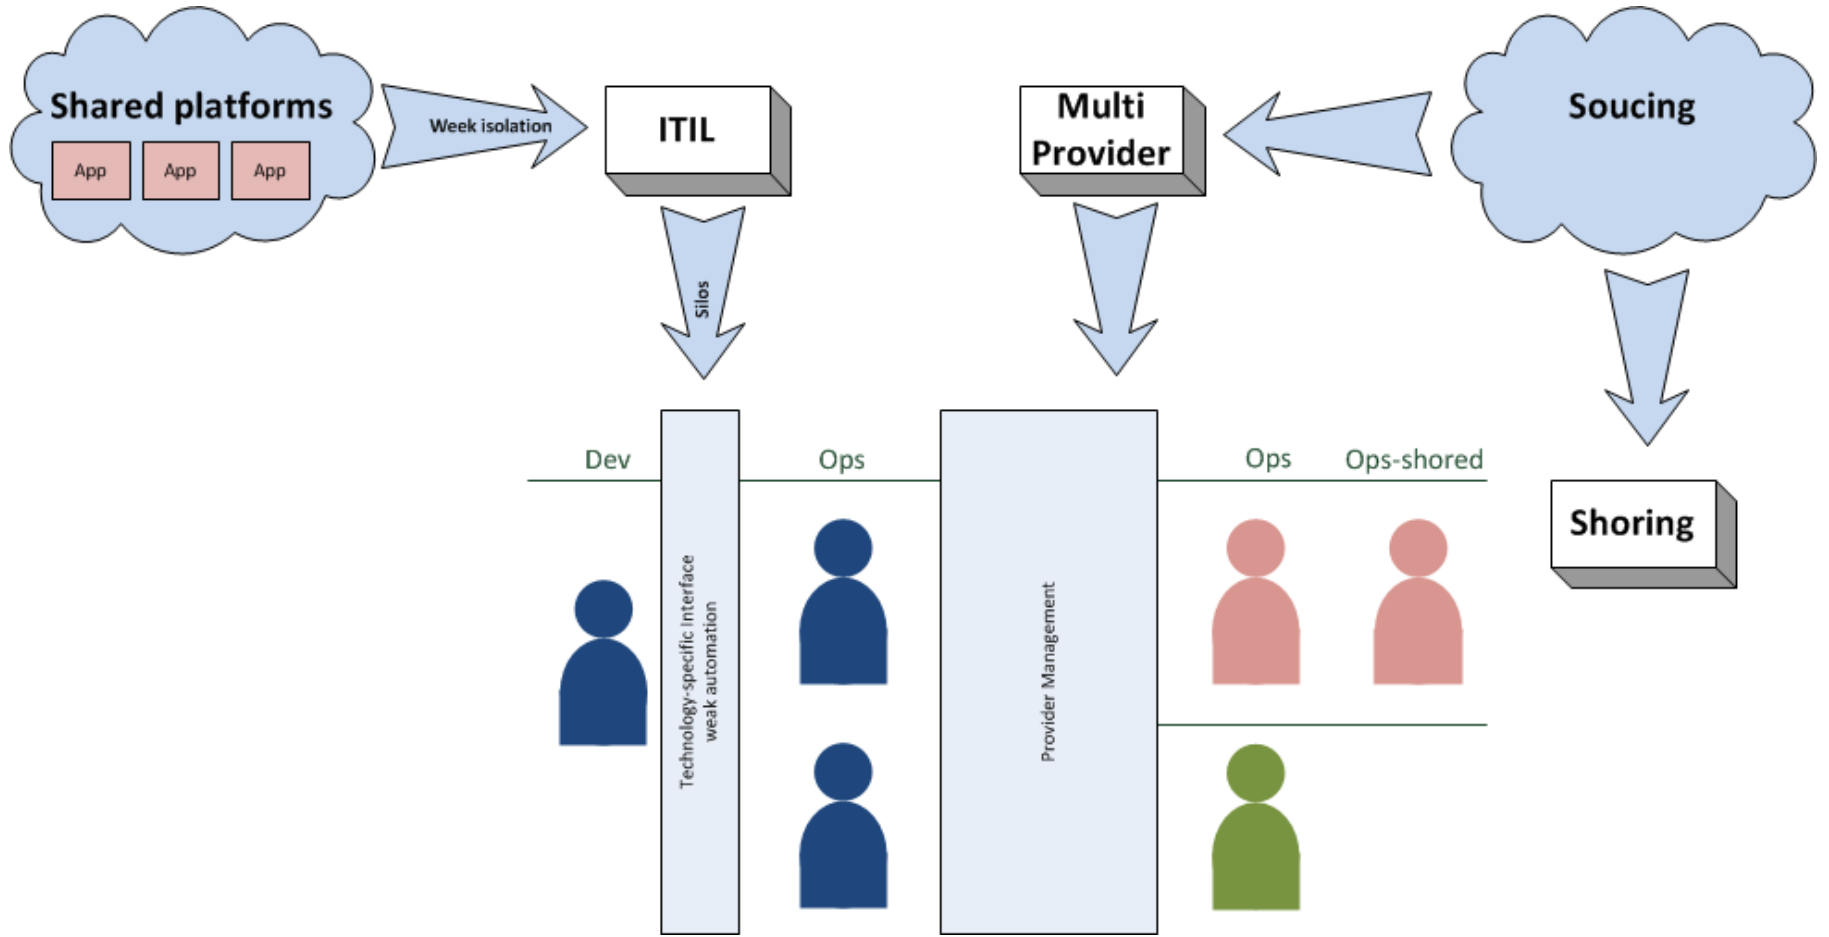 Shared platforms
App App App
Week isolation
ITIL
Multi
Provider
Soucing
Silos
Dev
Ops
Ops
Ops-shored
Shoring
Technology-specific Interface
weak automation
Provider Management